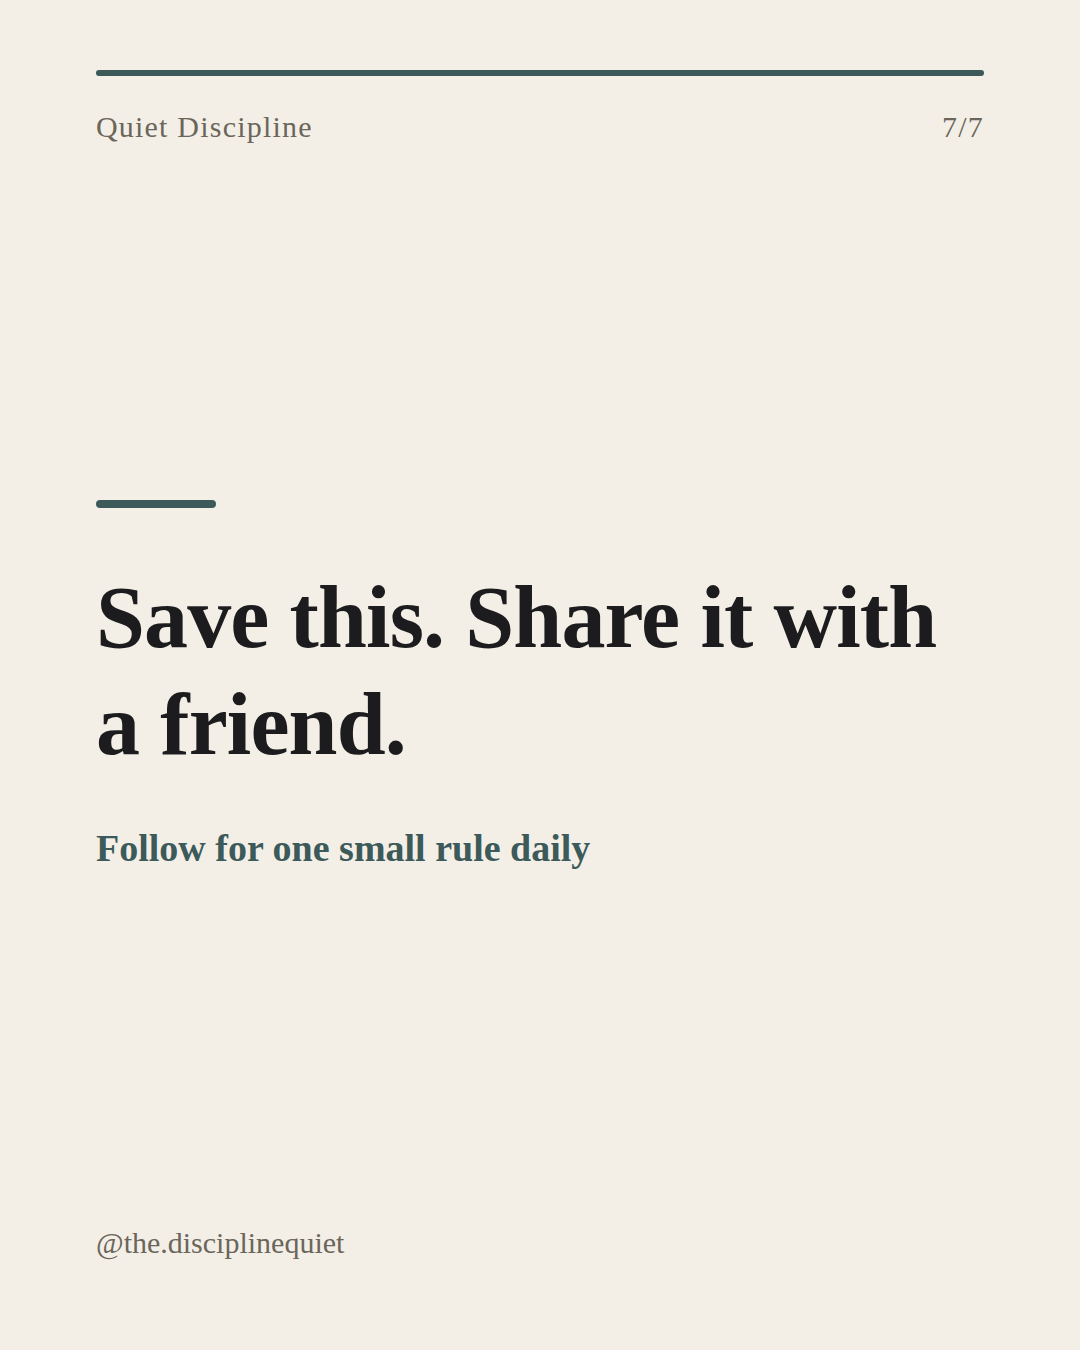 Quiet Discipline
7/7
Save this. Share it with
a friend.
Follow for one small rule daily
@the.disciplinequiet